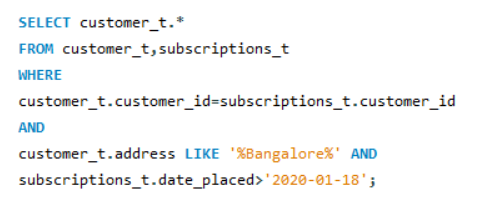 SELECT customer_t.*
FROM customer_t,subscriptions_t
WHERE
customer_t.customer_id=subscriptions_t.customer_id
AND
customer_t.address LIKE '%Bangalore%' AND
subscriptions_t.date_placed>'2020-01-18';